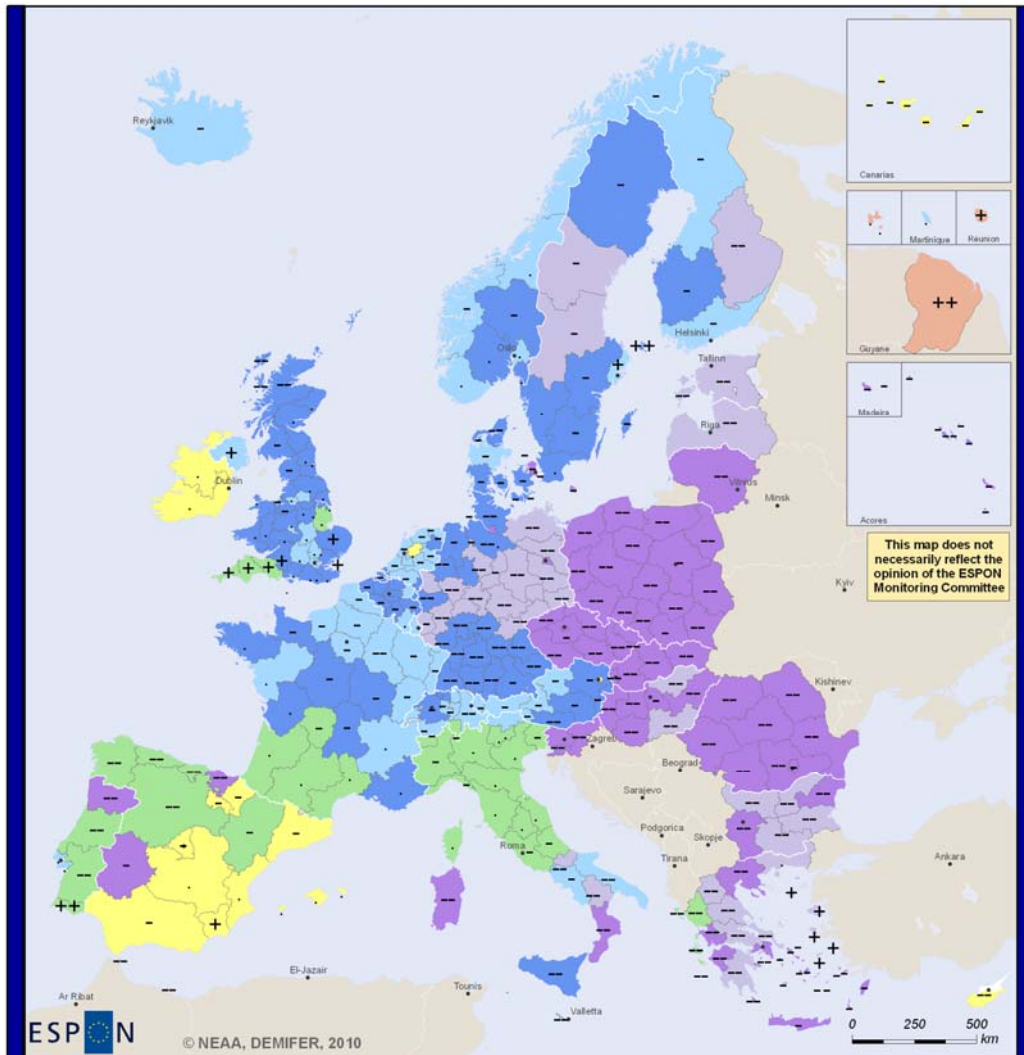 Reykjavik
Canarias
Martinique
Réunion
Guyane
Helsinki
Oslo
Tallinn
Madeira
Riga
Dublin
Vilnius
Minsk
Acores
This map does not
necessarily reflect the
opinion of the ESPON
Monitoring Committee
Kyiv
Kishinev
Zagreb
Beograd
Sarajevo
Podgorica
Skopje
Roma
Tirana
Ankara
El-Jazair
Tounis
Ar Ribat
Valletta
ESPON
© NEAA, DEMIFER, 2010
0 250 500
km